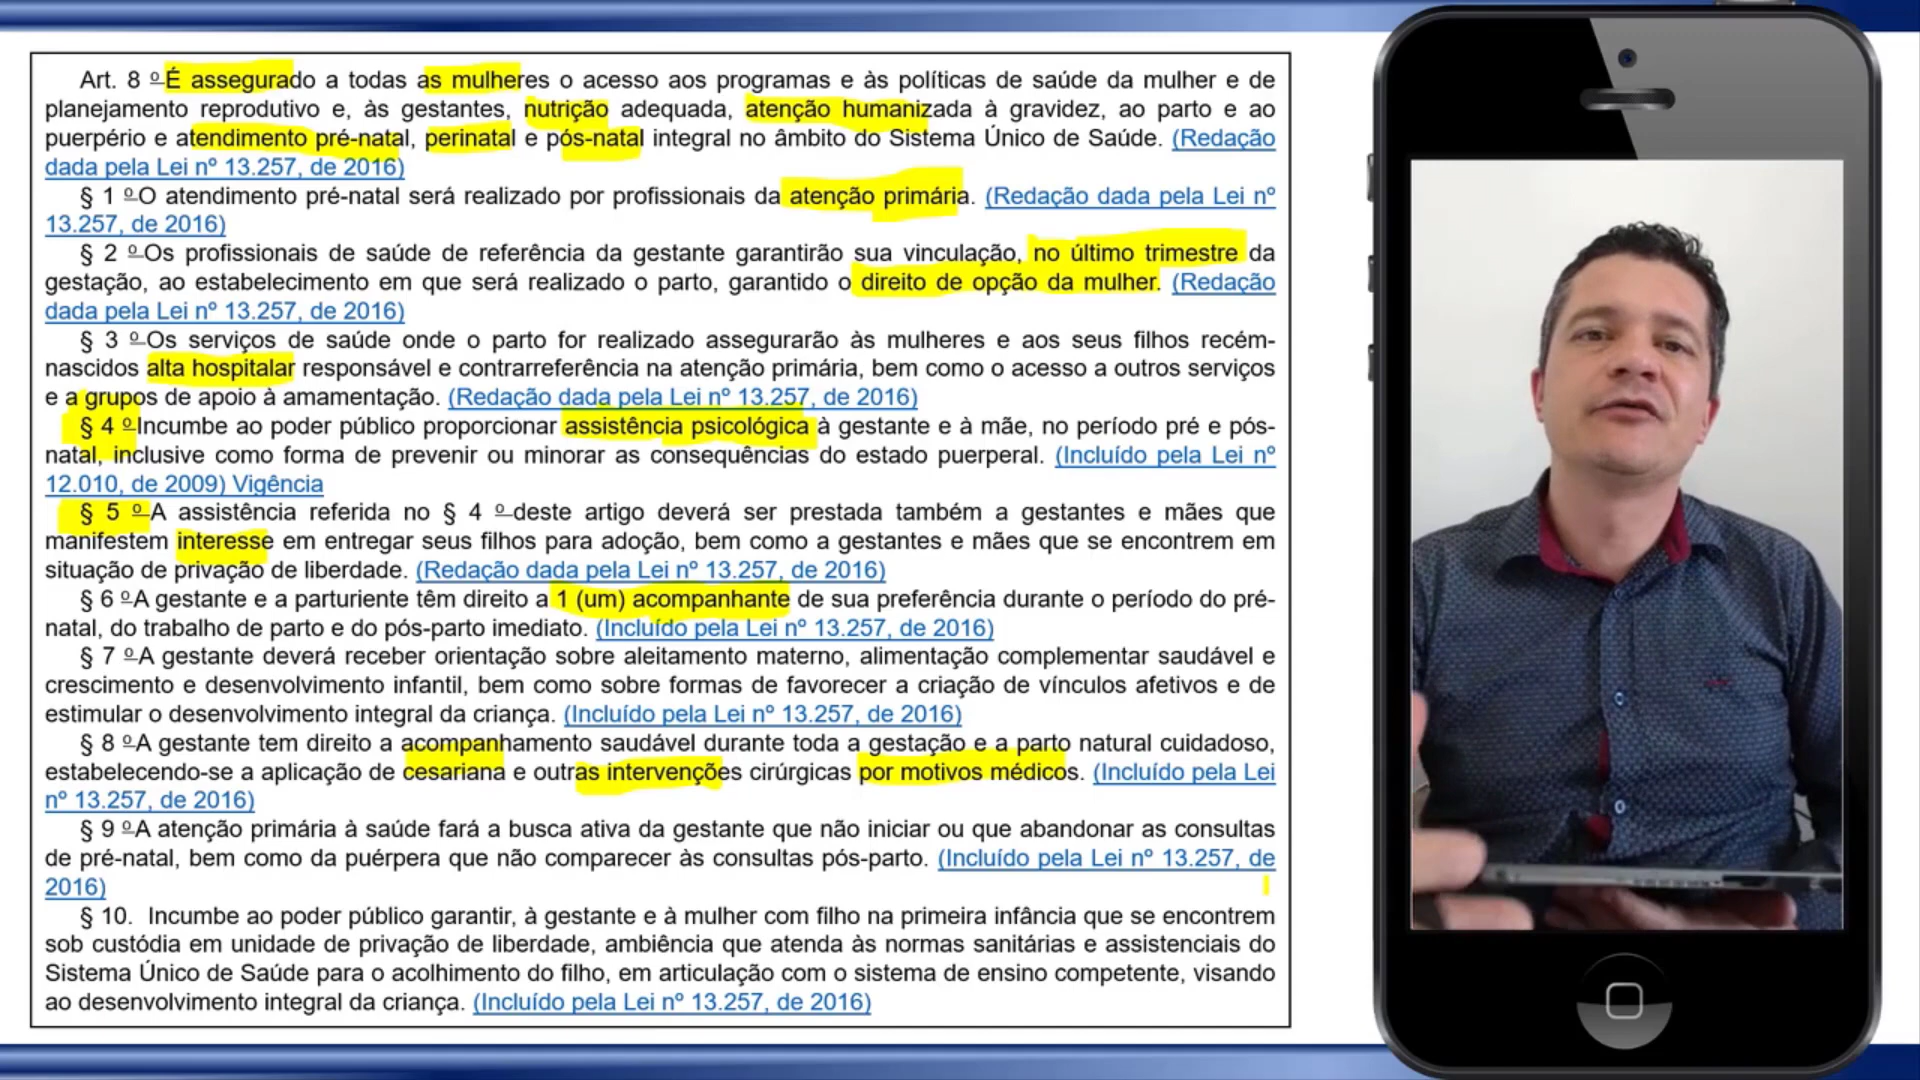 Art. 8 º É assegurado a todas as mulheres o acesso aos programas e às políticas de saúde da mulher e de
planejamento reprodutivo e, às gestantes, nutrição adequada, atenção humanizada à gravidez, ao parto e ao
puerpério e atendimento pré-natal, perinatal e pós-natal integral no âmbito do Sistema Único de Saúde. (Redação
dada pela Lei nº 13.257, de 2016)
§ 1 º O atendimento pré-natal será realizado por profissionais da atenção primária. (Redação dada pela Lei nº
13.257, de 2016)
§ 2 º Os profissionais de saúde de referência da gestante garantirão sua vinculação, no último trimestre da
gestação, ao estabelecimento em que será realizado o parto, garantido o direito de opção da mulher. (Redação
dada pela Lei nº 13.257, de 2016)
§ 3 º Os serviços de saúde onde o parto for realizado assegurarão às mulheres e aos seus filhos recém-
nascidos alta hospitalar responsável e contrarreferência na atenção primária, bem como o acesso a outros serviços
e a grupos de apoio à amamentação. (Redação dada pela Lei nº 13.257, de 2016)
§ 4 º Incumbe ao poder público proporcionar assistência psicológica à gestante e à mãe, no período pré e pós-
natal, inclusive como forma de prevenir ou minorar as consequências do estado puerperal. (Incluído pela Lei nº
12.010, de 2009) Vigência
§ 5 º A assistência referida no § 4 º deste artigo deverá ser prestada também a gestantes e mães que
manifestem interesse em entregar seus filhos para adoção, bem como a gestantes e mães que se encontrem em
situação de privação de liberdade. (Redação dada pela Lei nº 13.257, de 2016)
§ 6 º A gestante e a parturiente têm direito a 1 (um) acompanhante de sua preferência durante o período do pré-
natal, do trabalho de parto e do pós-parto imediato. (Incluído pela Lei nº 13.257, de 2016)
§ 7 º A gestante deverá receber orientação sobre aleitamento materno, alimentação complementar saudável e
crescimento e desenvolvimento infantil, bem como sobre formas de favorecer a criação de vínculos afetivos e de
estimular o desenvolvimento integral da criança. (Incluído pela Lei nº 13.257, de 2016)
§ 8 º A gestante tem direito a acompanhamento saudável durante toda a gestação e a parto natural cuidadoso,
estabelecendo-se a aplicação de cesariana e outras intervenções cirúrgicas por motivos médicos. (Incluído pela Lei
nº 13.257, de 2016)
§ 9 º A atenção primária à saúde fará a busca ativa da gestante que não iniciar ou que abandonar as consultas
de pré-natal, bem como da puérpera que não comparecer às consultas pós-parto. (Incluído pela Lei nº 13.257, de
2016)
§ 10. Incumbe ao poder público garantir, à gestante e à mulher com filho na primeira infância que se encontrem
sob custódia em unidade de privação de liberdade, ambiência que atenda às normas sanitárias e assistenciais do
Sistema Único de Saúde para o acolhimento do filho, em articulação com o sistema de ensino competente, visando
ao desenvolvimento integral da criança. (Incluído pela Lei nº 13.257, de 2016)